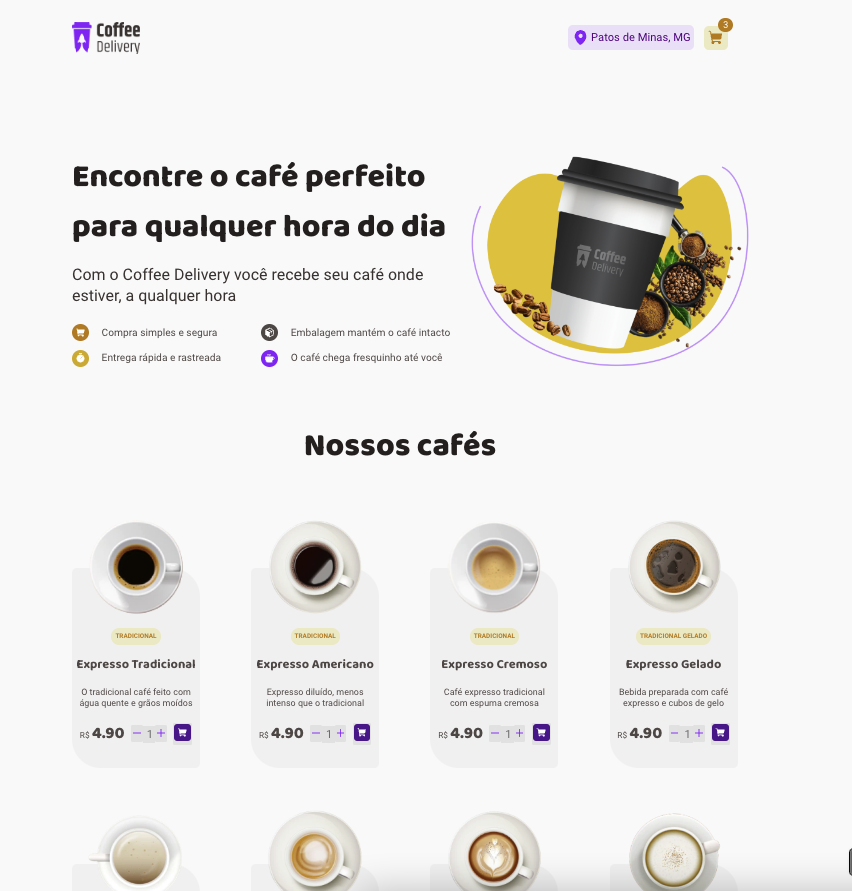 Coffee
Delivery
Patos de Minas, MG
3
Encontre o café perfeito
para qualquer hora do dia
Com o Coffee Delivery você recebe seu café onde
estiver, a qualquer hora
Compra simples e segura
Embalagem mantém o café intacto
Entrega rápida e rastreada
O café chega fresquinho até você
Coffee
Delivery
Nossos cafés
TRADICIONAL
Expresso Tradicional
O tradicional café feito com
água quente e grãos moídos
R$ 4.90 − 1 +
TRADICIONAL
Expresso Americano
Expresso diluído, menos
intenso que o tradicional
R$ 4.90 − 1 +
TRADICIONAL
Expresso Cremoso
Café expresso tradicional
com espuma cremosa
R$ 4.90 − 1 +
TRADICIONAL GELADO
Expresso Gelado
Bebida preparada com café
expresso e cubos de gelo
R$ 4.90 − 1 +